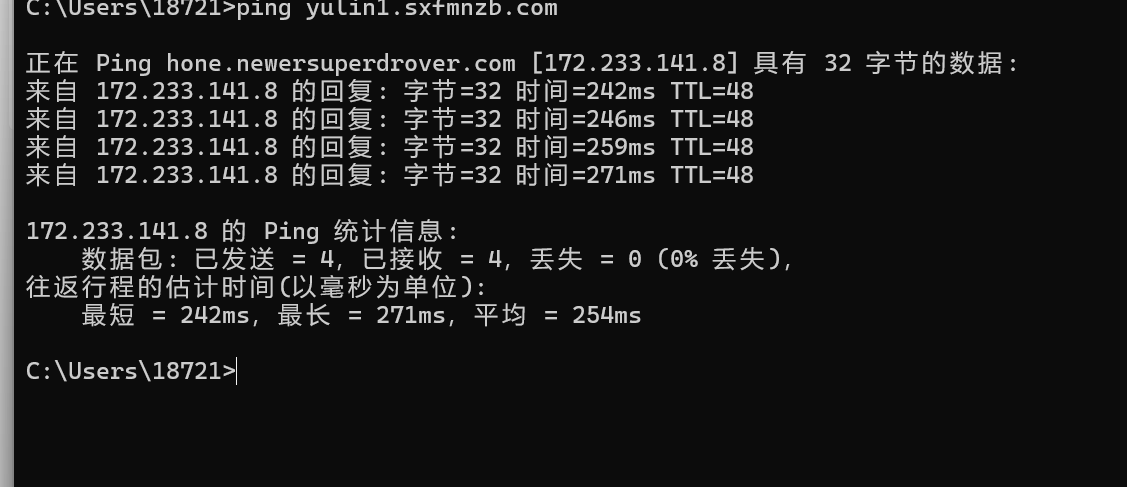 C:\Users\18721>ping yulin1.sxfmnzb.com
正在 Ping hone.newersuperdrover.com [172.233.141.8] 具有 32 字节的数据:
来自 172.233.141.8 的回复: 字节=32 时间=242ms TTL=48
来自 172.233.141.8 的回复: 字节=32 时间=246ms TTL=48
来自 172.233.141.8 的回复: 字节=32 时间=259ms TTL=48
来自 172.233.141.8 的回复: 字节=32 时间=271ms TTL=48
172.233.141.8 的 Ping 统计信息:
数据包: 已发送 = 4, 已接收 = 4, 丢失 = 0 (0% 丢失),
往返行程的估计时间(以毫秒为单位):
最短 = 242ms, 最长 = 271ms, 平均 = 254ms
C:\Users\18721>